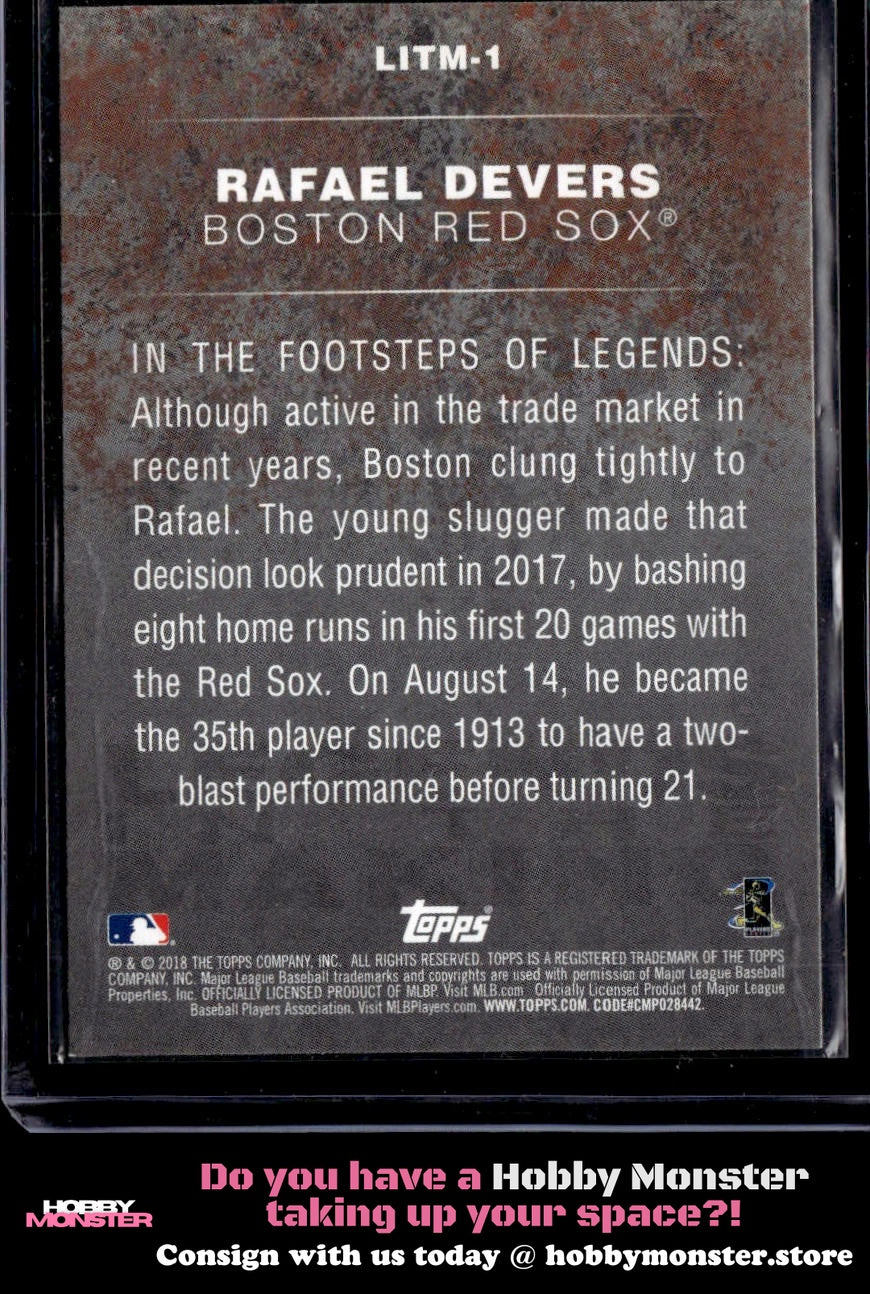 LITM-1
RAFAEL DEVERS
BOSTON RED SOX®
IN THE FOOTSTEPS OF LEGENDS:
Although active in the trade market in
recent years, Boston clung tightly to
Rafael. The young slugger made that
decision look prudent in 2017, by bashing
eight home runs in his first 20 games with
the Red Sox. On August 14, he became
the 35th player since 1913 to have a two-
blast performance before turning 21.
Topps®
® & © 2018 THE TOPPS COMPANY, INC. ALL RIGHTS RESERVED. TOPPS IS A REGISTERED TRADEMARK OF THE TOPPS
COMPANY, INC. Major League Baseball trademarks and copyrights are used with permission of Major League Baseball
Properties, Inc. OFFICIALLY LICENSED PRODUCT OF MLBP. Visit MLB.com Officially Licensed Product of Major League
Baseball Players Association. Visit MLBPlayers.com. WWW.TOPPS.COM. CODE#CMP028442.
HOBBY
MONSTER
Do you have a Hobby Monster
taking up your space?!
Consign with us today @ hobbymonster.store